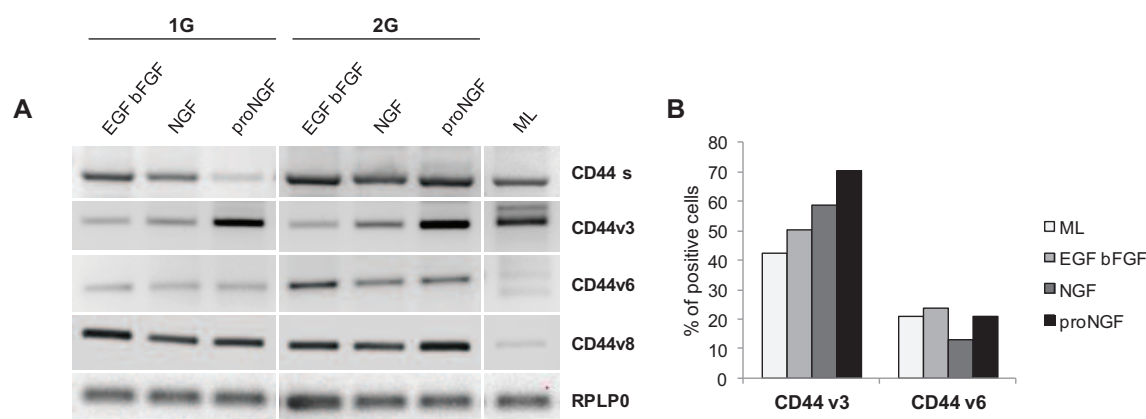 1G 2G
A
EGF bFGF NGF proNGF EGF bFGF NGF proNGF ML
CD44 s
CD44v3
CD44v6
CD44v8
RPLP0
B
% of positive cells
80
70
60
50
40
30
20
10
0
CD44 v3 CD44 v6
ML
EGF bFGF
NGF
proNGF